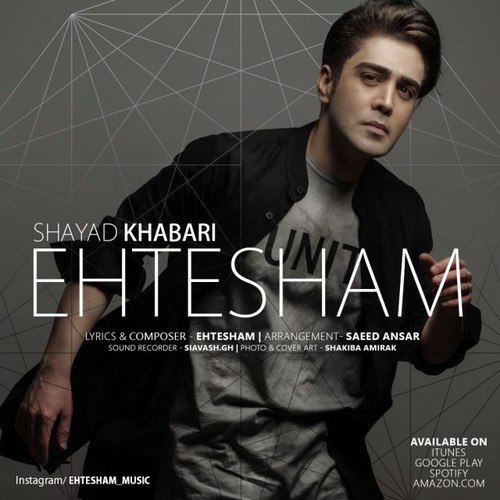 SHAYAD KHABARI
UNIT
EHTESHAM
LYRICS & COMPOSER - EHTESHAM | ARRANGEMENT- SAEED ANSAR
SOUND RECORDER - SIAVASH.GH | PHOTO & COVER ART - SHAKIBA AMIRAK
AVAILABLE ON
ITUNES
GOOGLE PLAY
SPOTIFY
AMAZON.COM
Instagram/ EHTESHAM_MUSIC